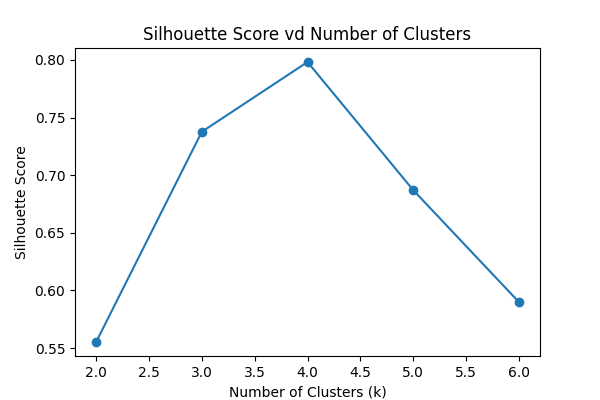 Silhouette Score vd Number of Clusters
0.80
0.75
0.70
0.65
0.60
0.55
Silhouette Score
2.0 2.5 3.0 3.5 4.0 4.5 5.0 5.5 6.0
Number of Clusters (k)